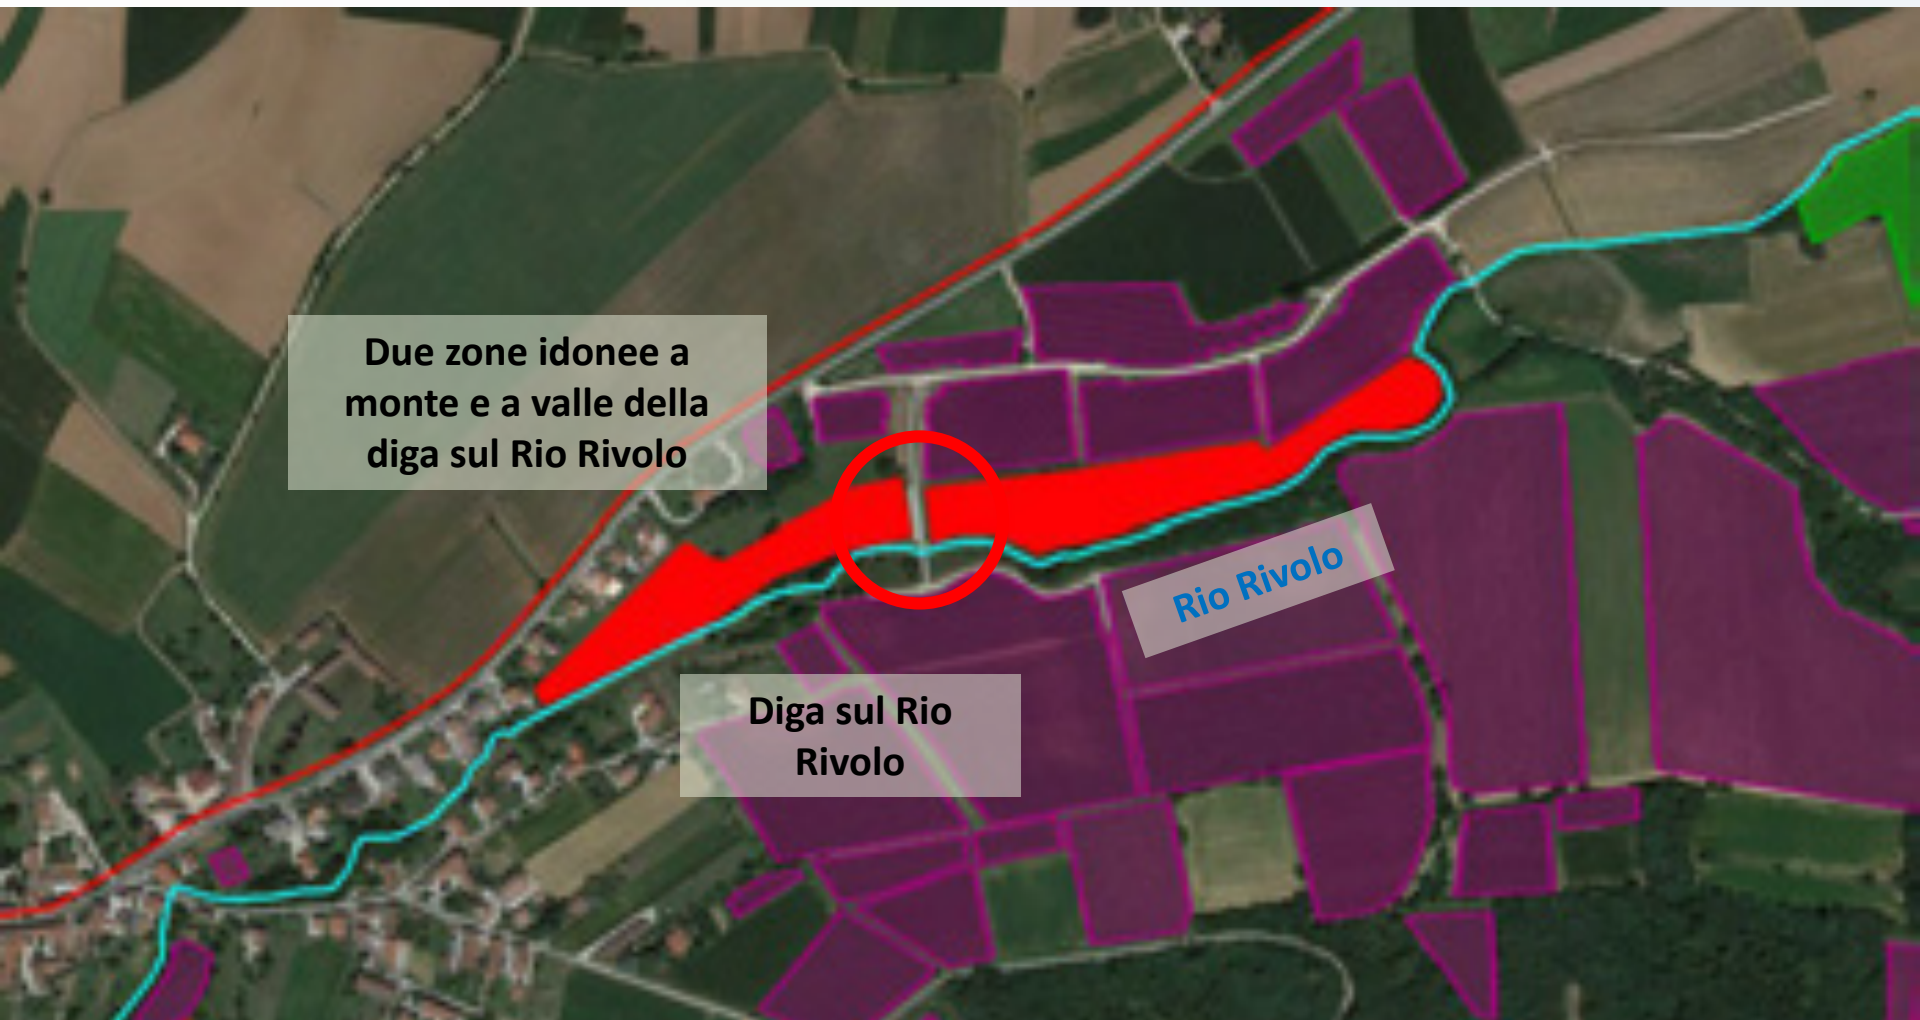 Due zone idonee a
monte e a valle della
diga sul Rio Rivolo
Rio Rivolo
Diga sul Rio
Rivolo